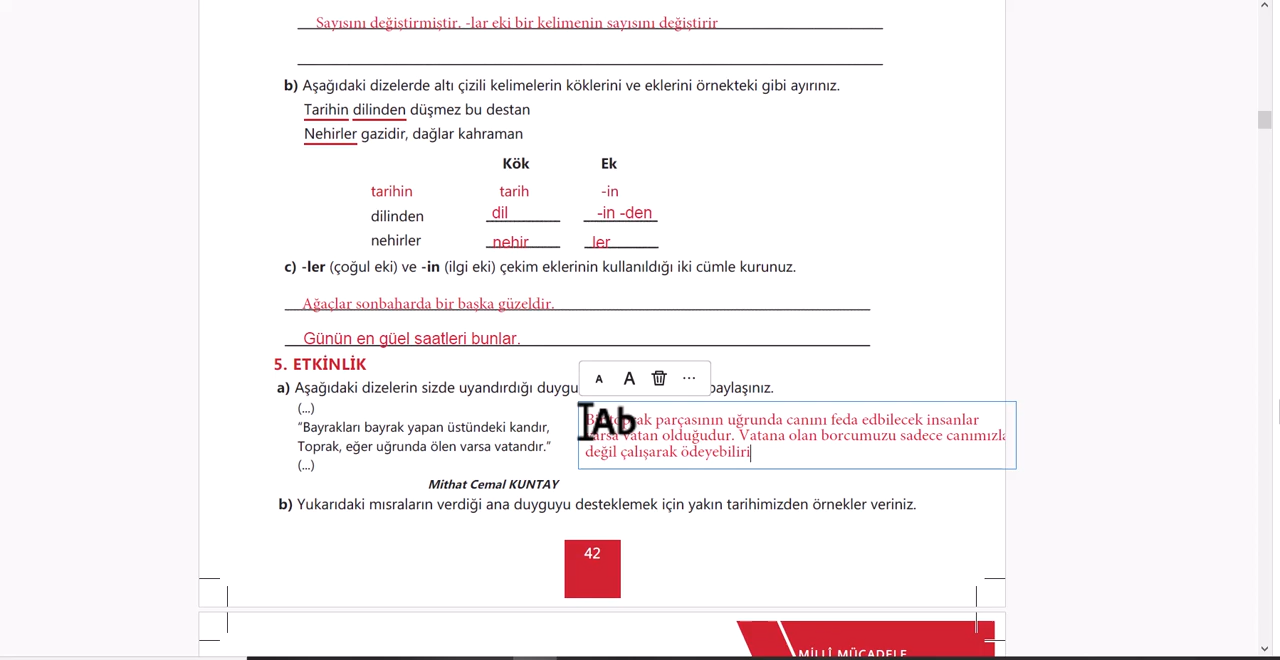 Sayısını değiştirmiştir. -lar eki bir kelimenin sayısını değiştirir
b) Aşağıdaki dizelerde altı çizili kelimelerin köklerini ve eklerini örnekteki gibi ayırınız.
Tarihin dilinden düşmez bu destan
Nehirler gazidir, dağlar kahraman
Kök Ek
tarihin tarih -in
dilinden dil -in -den
nehirler nehir ler
c) -ler (çoğul eki) ve -in (ilgi eki) çekim eklerinin kullanıldığı iki cümle kurunuz.
Ağaçlar sonbaharda bir başka güzeldir.
Günün en güel saatleri bunlar.
5. ETKİNLİK
a) Aşağıdaki dizelerin sizde uyandırdığı paylaşınız.
A A ...
(...)
"Bayrakları bayrak yapan üstündeki kandır,
Toprak, eğer uğrunda ölen varsa vatandır."
(...)
Ab
parçasının uğrunda canını feda edbilecek insanlar
varsa vatan olduğudur. Vatana olan borcumuzu sadece canımızla
değil çalışarak ödeyebiliri
Mithat Cemal KUNTAY
b) Yukarıdaki mısraların verdiği ana duyguyu desteklemek için yakın tarihimizden örnekler veriniz.
42
MİLLÎ MÜCADELE